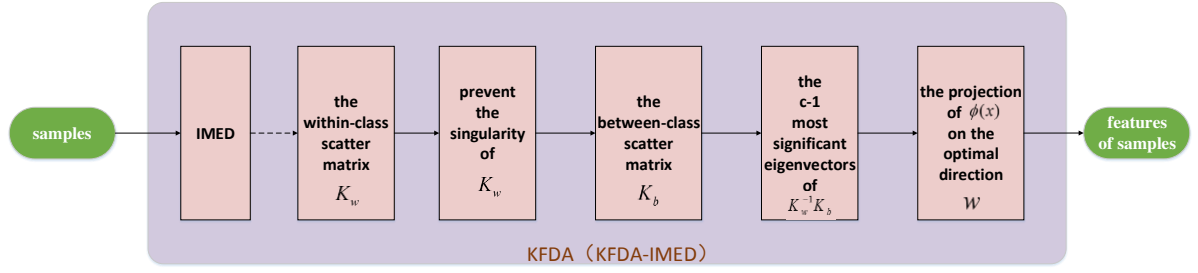 samples
IMED
the
within-class
scatter
matrix
K_w
prevent
the
singularity
of
K_w
the
between-class
scatter
matrix
K_b
the
c-1
most
significant
eigenvectors
of
K_w^{-1} K_b
the projection
of ϕ(x)
on the
optimal
direction
w
features
of samples
KFDA（KFDA-IMED）